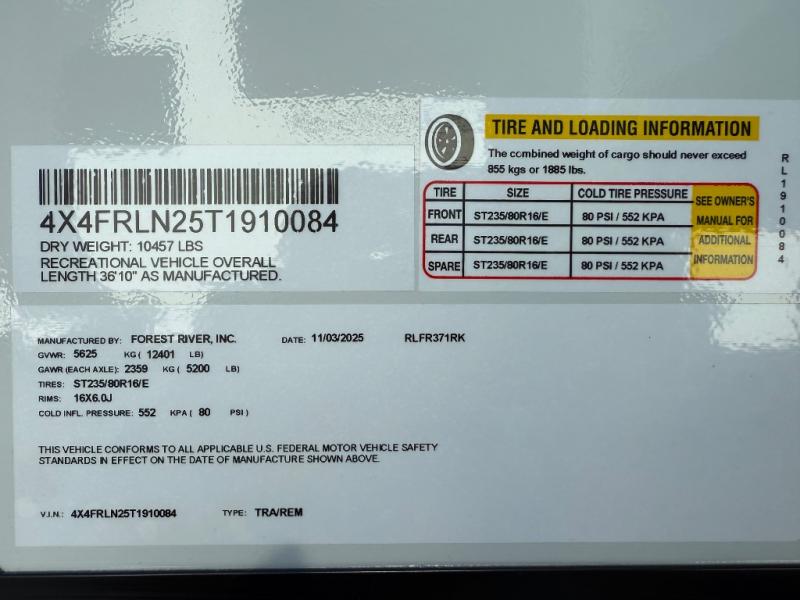 TIRE AND LOADING INFORMATION
The combined weight of cargo should never exceed
855 kgs or 1885 lbs.
TIRE SIZE COLD TIRE PRESSURE
FRONT ST235/80R16/E 80 PSI / 552 KPA
REAR ST235/80R16/E 80 PSI / 552 KPA
SPARE ST235/80R16/E 80 PSI / 552 KPA
SEE OWNER'S
MANUAL FOR
ADDITIONAL
INFORMATION
RL1910084
4X4FRLN25T1910084
DRY WEIGHT: 10457 LBS
RECREATIONAL VEHICLE OVERALL
LENGTH 36'10" AS MANUFACTURED.
MANUFACTURED BY: FOREST RIVER, INC. DATE: 11/03/2025 RLFR371RK
GVWR: 5625 KG ( 12401 LB)
GAWR (EACH AXLE): 2359 KG ( 5200 LB)
TIRES: ST235/80R16/E
RIMS: 16X6.0J
COLD INFL. PRESSURE: 552 KPA ( 80 PSI )
THIS VEHICLE CONFORMS TO ALL APPLICABLE U.S. FEDERAL MOTOR VEHICLE SAFETY
STANDARDS IN EFFECT ON THE DATE OF MANUFACTURE SHOWN ABOVE.
V.I.N.: 4X4FRLN25T1910084 TYPE: TRA/REM